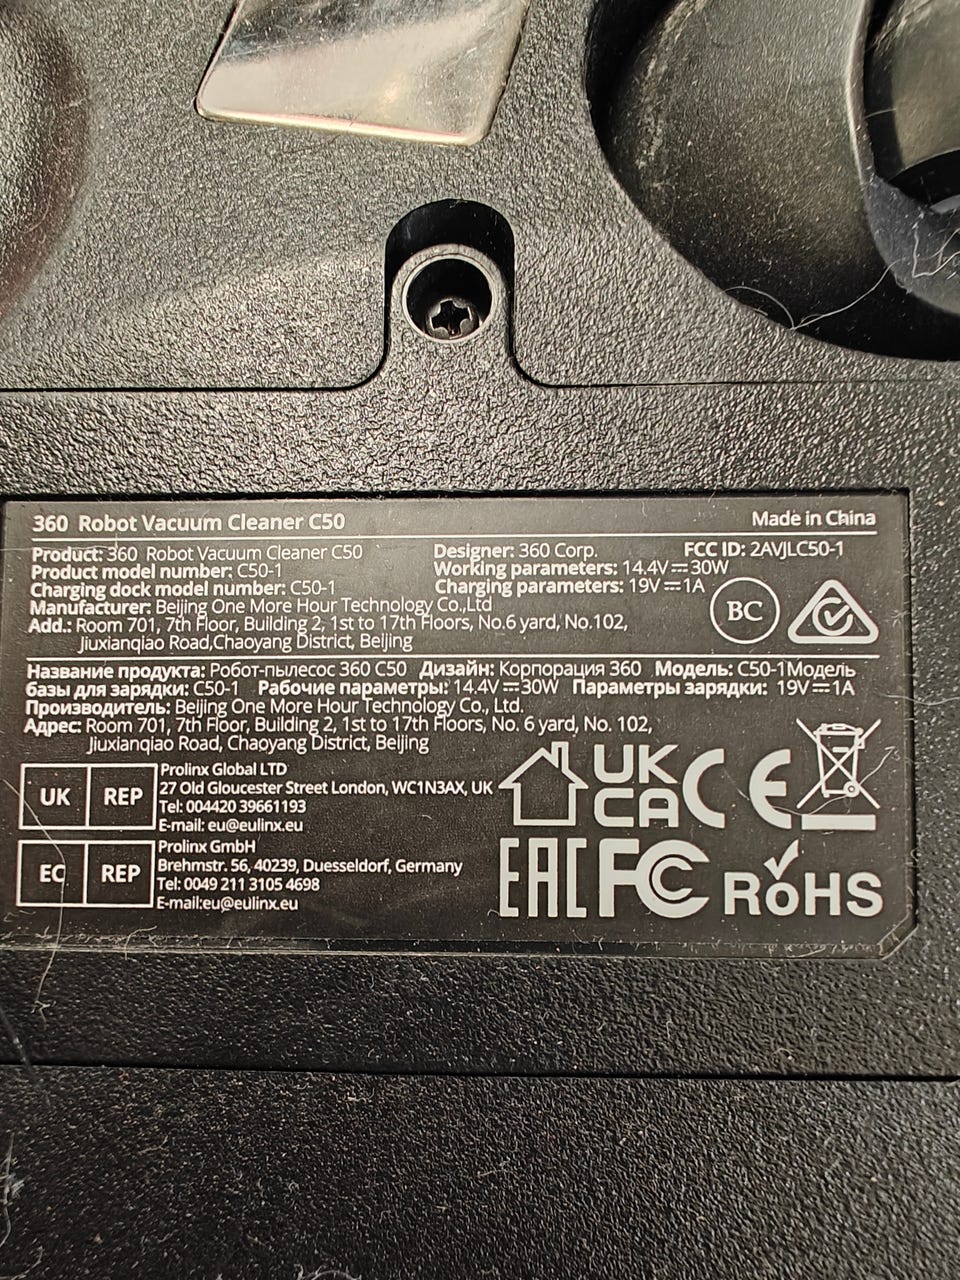 360 Robot Vacuum Cleaner C50 Made in China
Product: 360 Robot Vacuum Cleaner C50 Designer: 360 Corp. FCC ID: 2AVJLC50-1
Product model number: C50-1 Working parameters: 14.4V⎓30W
Charging dock model number: C50-1 Charging parameters: 19V⎓1A
Manufacturer: Beijing One More Hour Technology Co.,Ltd
Add.: Room 701, 7th Floor, Building 2, 1st to 17th Floors, No.6 yard, No.102,
Jiuxianqiao Road,Chaoyang District, Beijing
BC
Название продукта: Робот-пылесос 360 C50 Дизайн: Корпорация 360 Модель: C50-1Модель
базы для зарядки: C50-1 Рабочие параметры: 14.4V⎓30W Параметры зарядки: 19V⎓1A
Производитель: Beijing One More Hour Technology Co., Ltd.
Адрес: Room 701, 7th Floor, Building 2, 1st to 17th Floors, No. 6 yard, No. 102,
Jiuxianqiao Road, Chaoyang District, Beijing
UK REP
Prolinx Global LTD
27 Old Gloucester Street London, WC1N3AX, UK
Tel: 004420 39661193
E-mail: eu@eulinx.eu
EC REP
Prolinx GmbH
Brehmstr. 56, 40239, Duesseldorf, Germany
Tel: 0049 211 3105 4698
E-mail:eu@eulinx.eu
UK
CA
CE
EAC FC RoHS